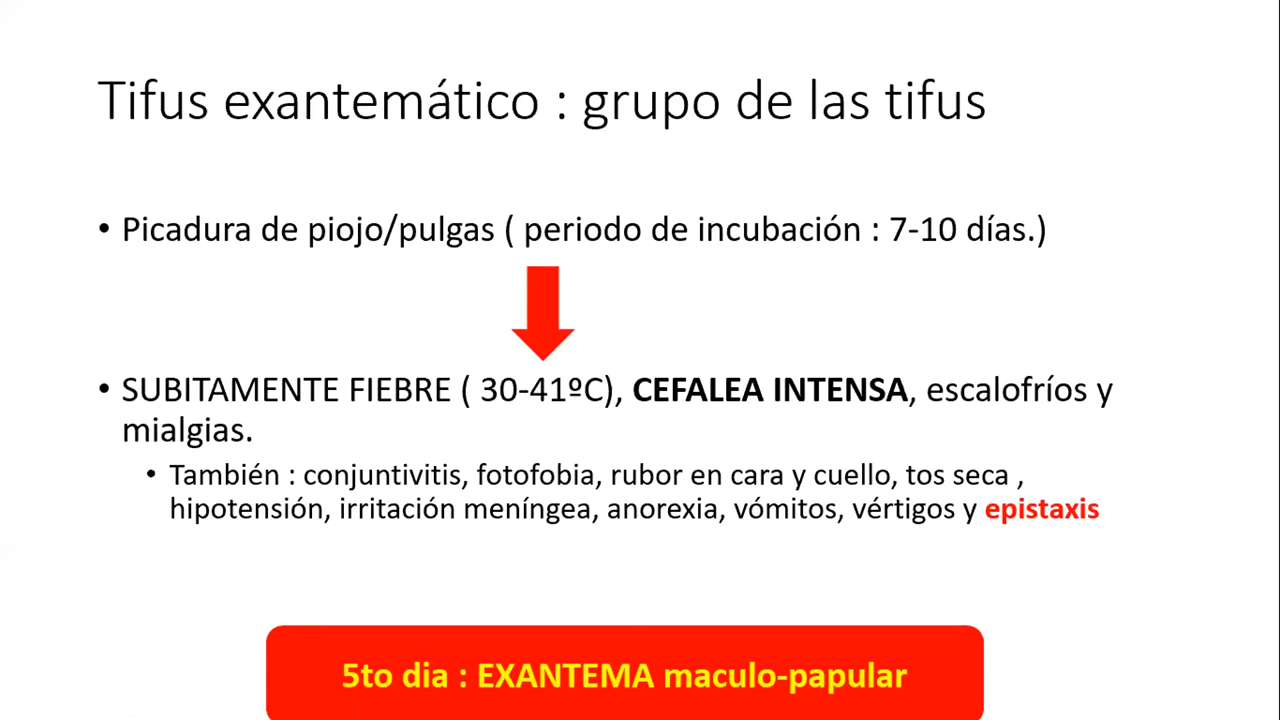 Tifus exantemático : grupo de las tifus
• Picadura de piojo/pulgas ( periodo de incubación : 7-10 días.)
• SUBITAMENTE FIEBRE ( 30-41ºC), CEFALEA INTENSA, escalofríos y
mialgias.
• También : conjuntivitis, fotofobia, rubor en cara y cuello, tos seca ,
hipotensión, irritación meníngea, anorexia, vómitos, vértigos y epistaxis
5to dia : EXANTEMA maculo-papular